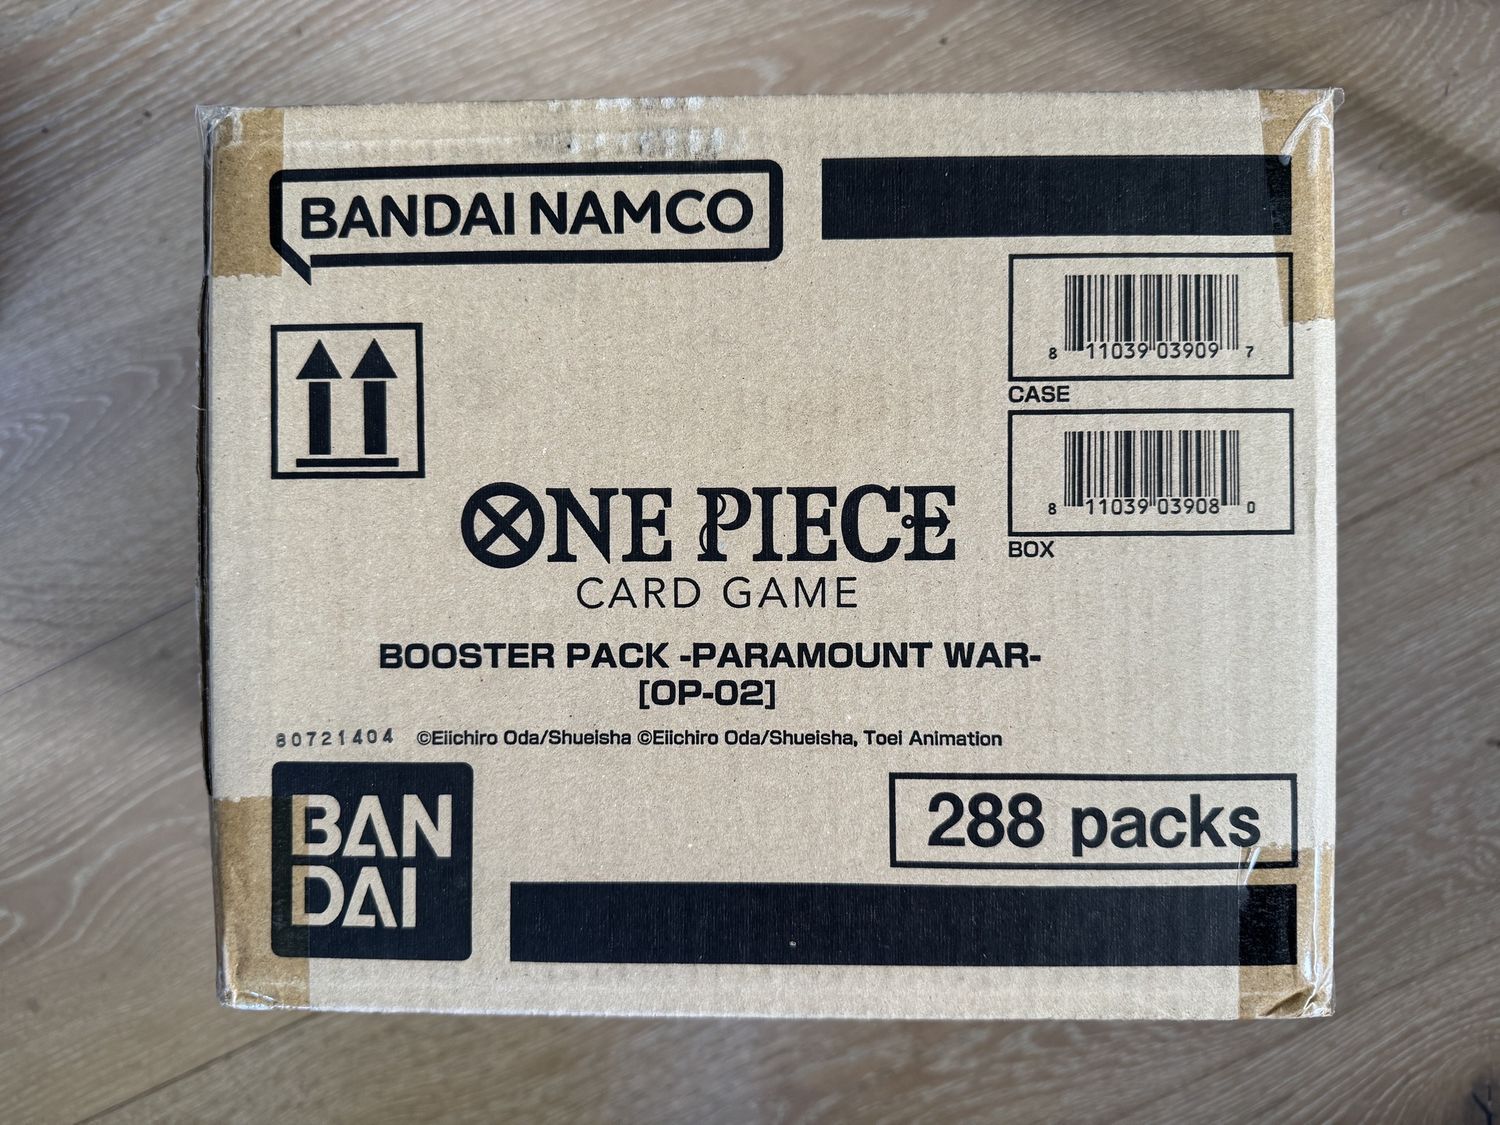 BANDAI NAMCO
8 11039 03909 7
CASE
8 11039 03908 0
BOX
ONE PIECE
CARD GAME
BOOSTER PACK -PARAMOUNT WAR-
[OP-02]
80721404 ©Eiichiro Oda/Shueisha ©Eiichiro Oda/Shueisha, Toei Animation
BAN
DAI
288 packs